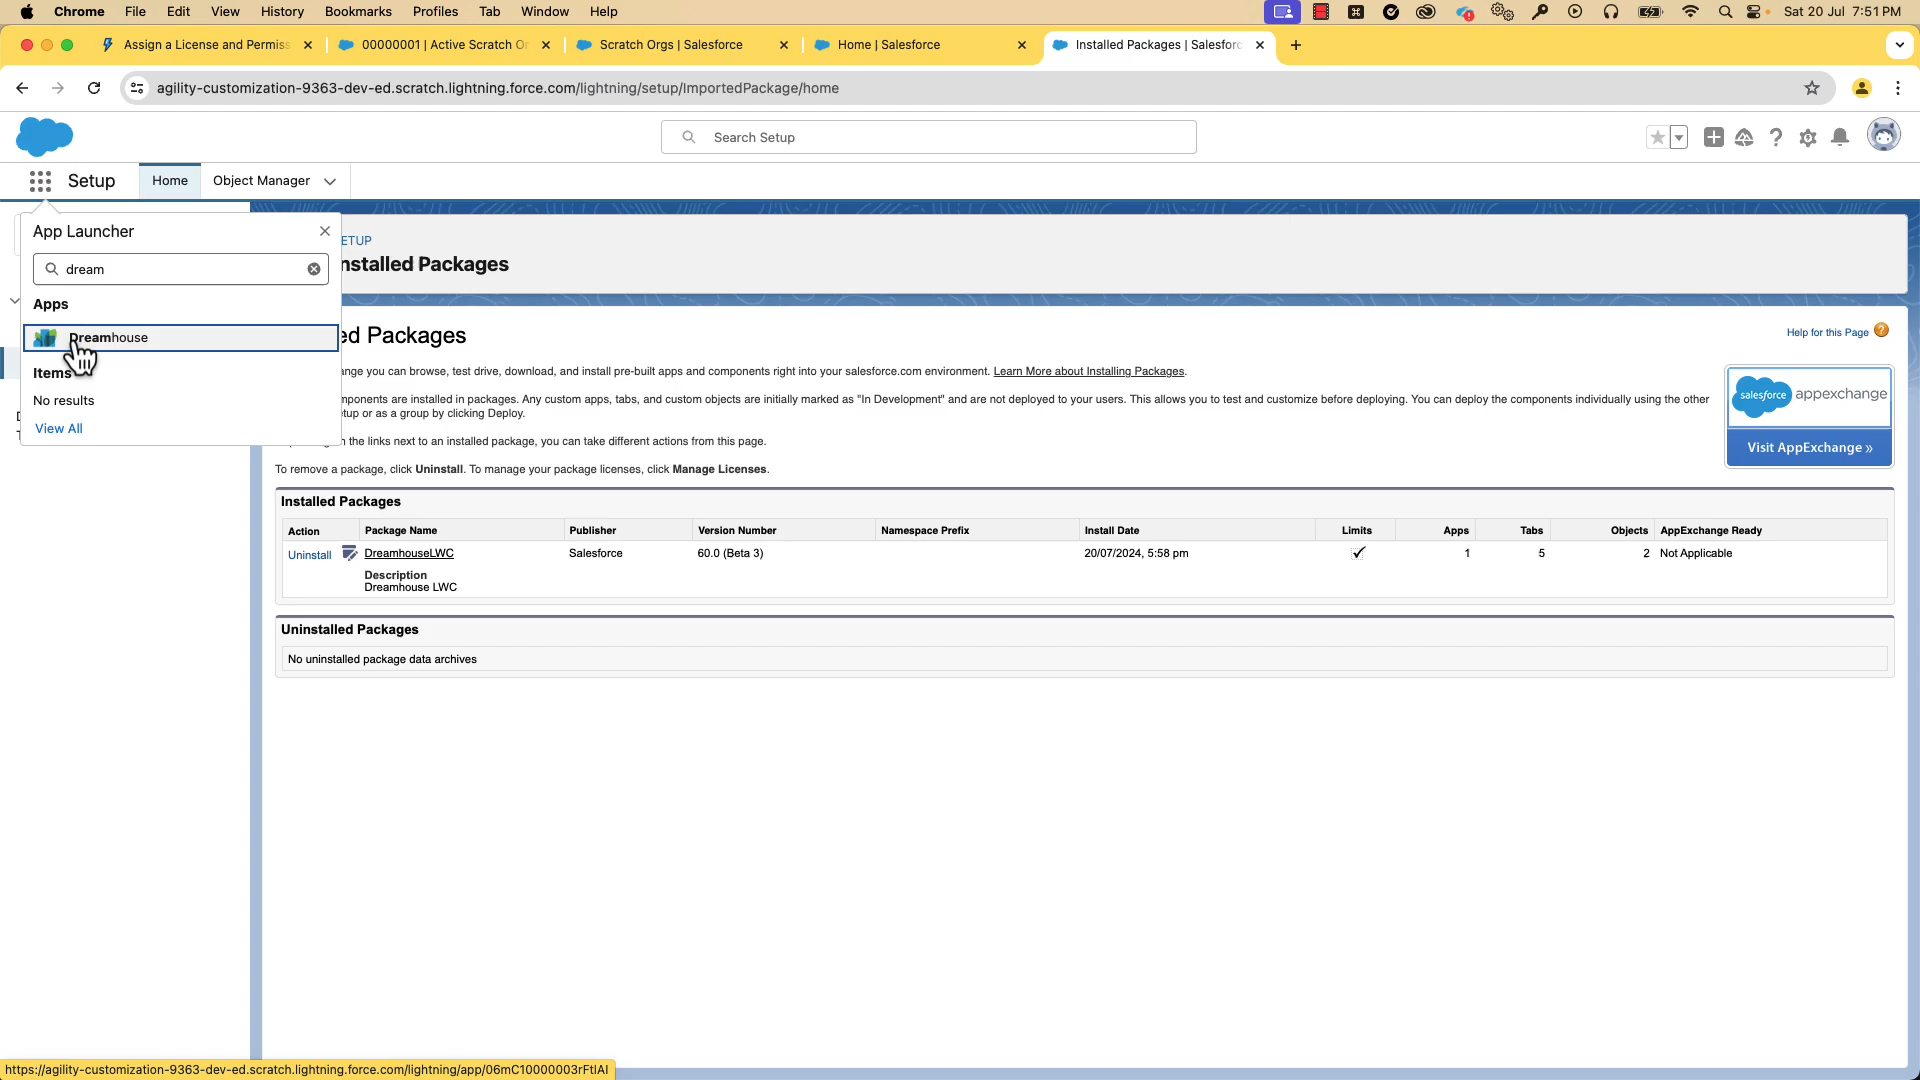 Chrome File Edit View History Bookmarks Profiles Tab Window Help Sat 20 Jul 7:51 PM
Assign a License and Permiss 00000001 | Active Scratch Or Scratch Orgs | Salesforce Home | Salesforce Installed Packages | Salesforc
agility-customization-9363-dev-ed.scratch.lightning.force.com/lightning/setup/ImportedPackage/home
Search Setup
Setup Home Object Manager
App Launcher
dream
Apps
Dreamhouse
Items
No results
View All
ETUP
nstalled Packages
ed Packages
Help for this Page
ange you can browse, test drive, download, and install pre-built apps and components right into your salesforce.com environment. Learn More about Installing Packages.
mponents are installed in packages. Any custom apps, tabs, and custom objects are initially marked as "In Development" and are not deployed to your users. This allows you to test and customize before deploying. You can deploy the components individually using the other
etup or as a group by clicking Deploy.
the links next to an installed package, you can take different actions from this page.
To remove a package, click Uninstall. To manage your package licenses, click Manage Licenses.
salesforce appexchange
Visit AppExchange »
Installed Packages
Action Package Name Publisher Version Number Namespace Prefix Install Date Limits Apps Tabs Objects AppExchange Ready
Uninstall DreamhouseLWC Salesforce 60.0 (Beta 3) 20/07/2024, 5:58 pm 1 5 2 Not Applicable
Description
Dreamhouse LWC
Uninstalled Packages
No uninstalled package data archives
https://agility-customization-9363-dev-ed.scratch.lightning.force.com/lightning/app/06mC10000003rFtIAI